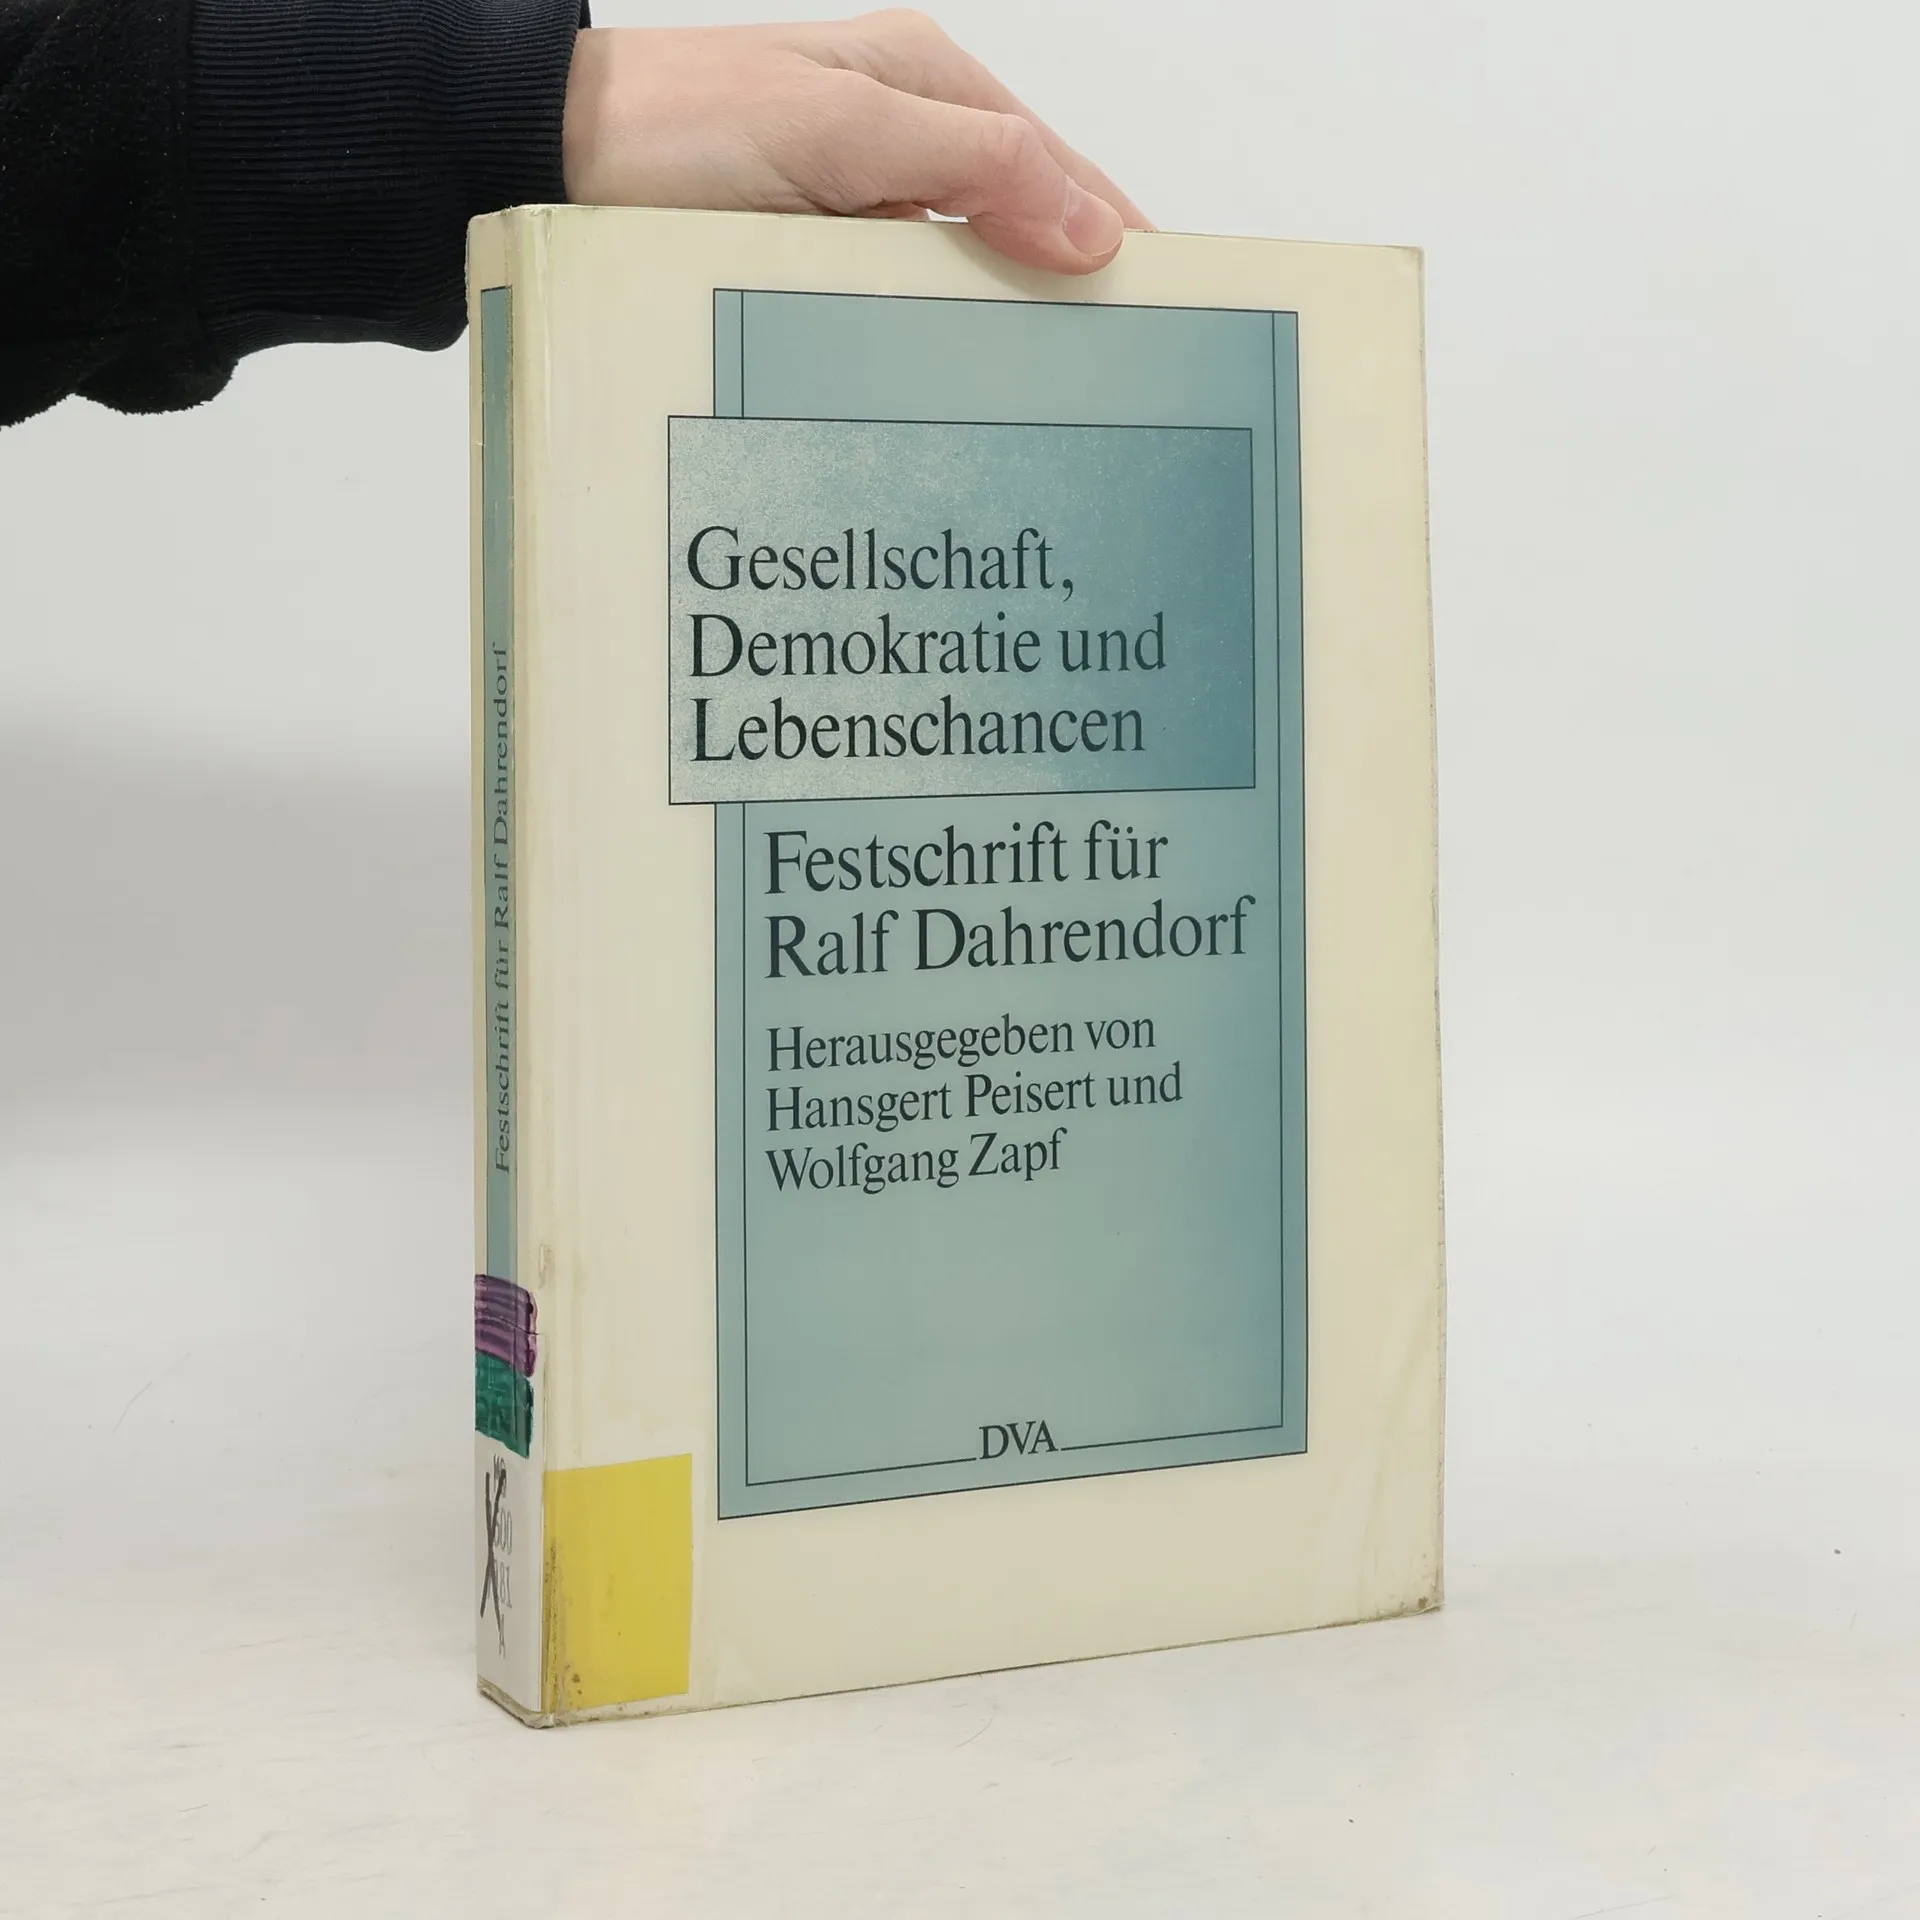 Gesellschaft,
Demokratie und
Lebenschancen
Festschrift für
Ralf Dahrendorf
Herausgegeben von
Hansgert Peisert und
Wolfgang Zapf
DVA
Festschrift für Ralf Dahrendorf